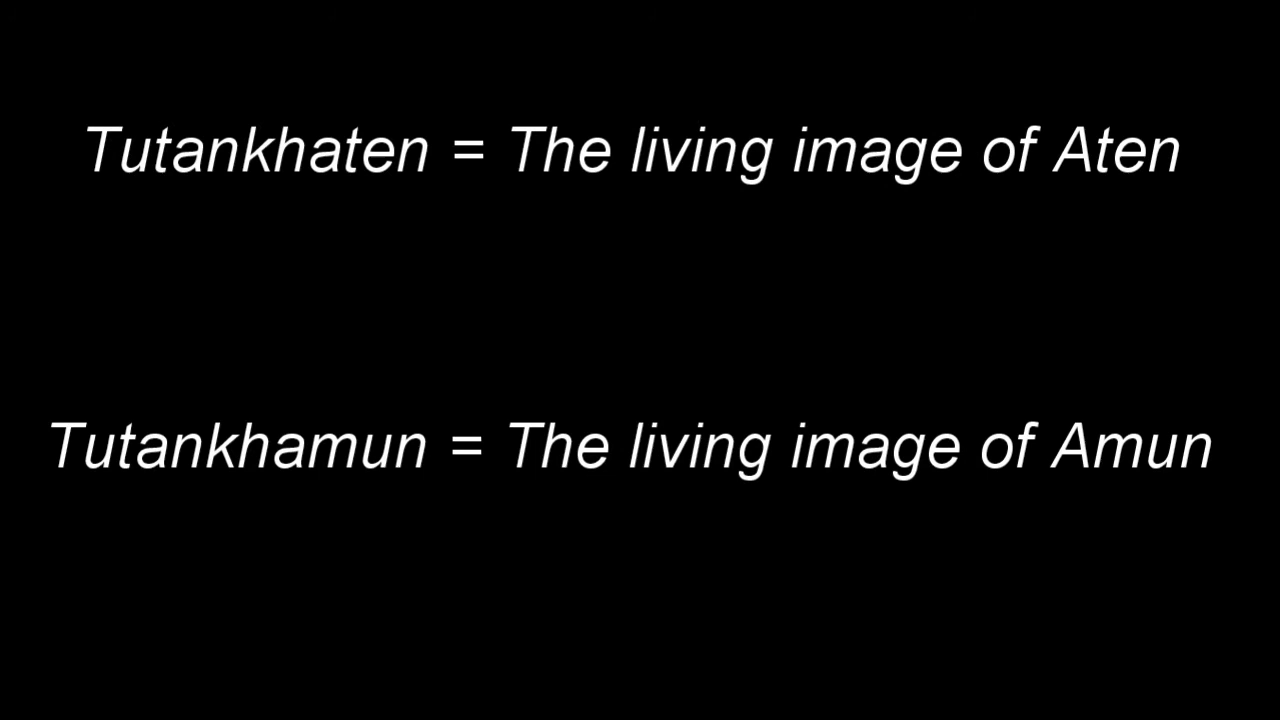 Tutankhaten = The living image of Aten
Tutankhamun = The living image of Amun